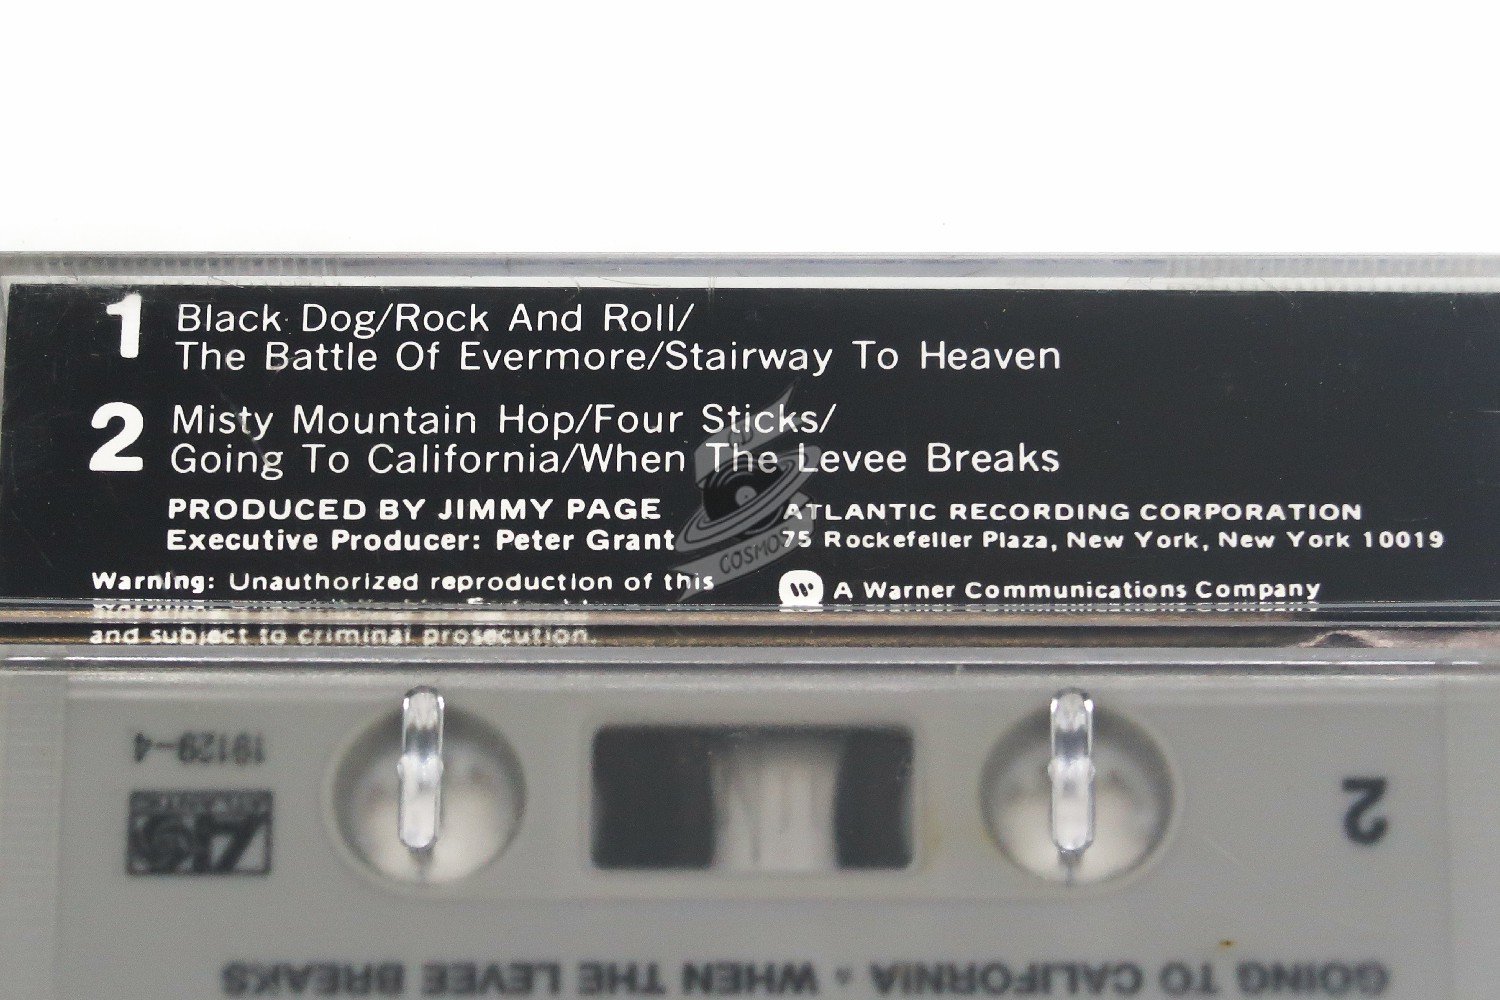 1 Black Dog/Rock And Roll/
The Battle Of Evermore/Stairway To Heaven
2 Misty Mountain Hop/Four Sticks/
Going To California/When The Levee Breaks
PRODUCED BY JIMMY PAGE
Executive Producer: Peter Grant
Warning: Unauthorized reproduction of this
and subject to criminal prosecution.
ATLANTIC RECORDING CORPORATION
75 Rockefeller Plaza, New York, New York 10019
A Warner Communications Company
CD
COSMOS
19129-4
ATLANTIC
2
GOING TO CALIFORNIA • WHEN THE LEVEE BREAKS